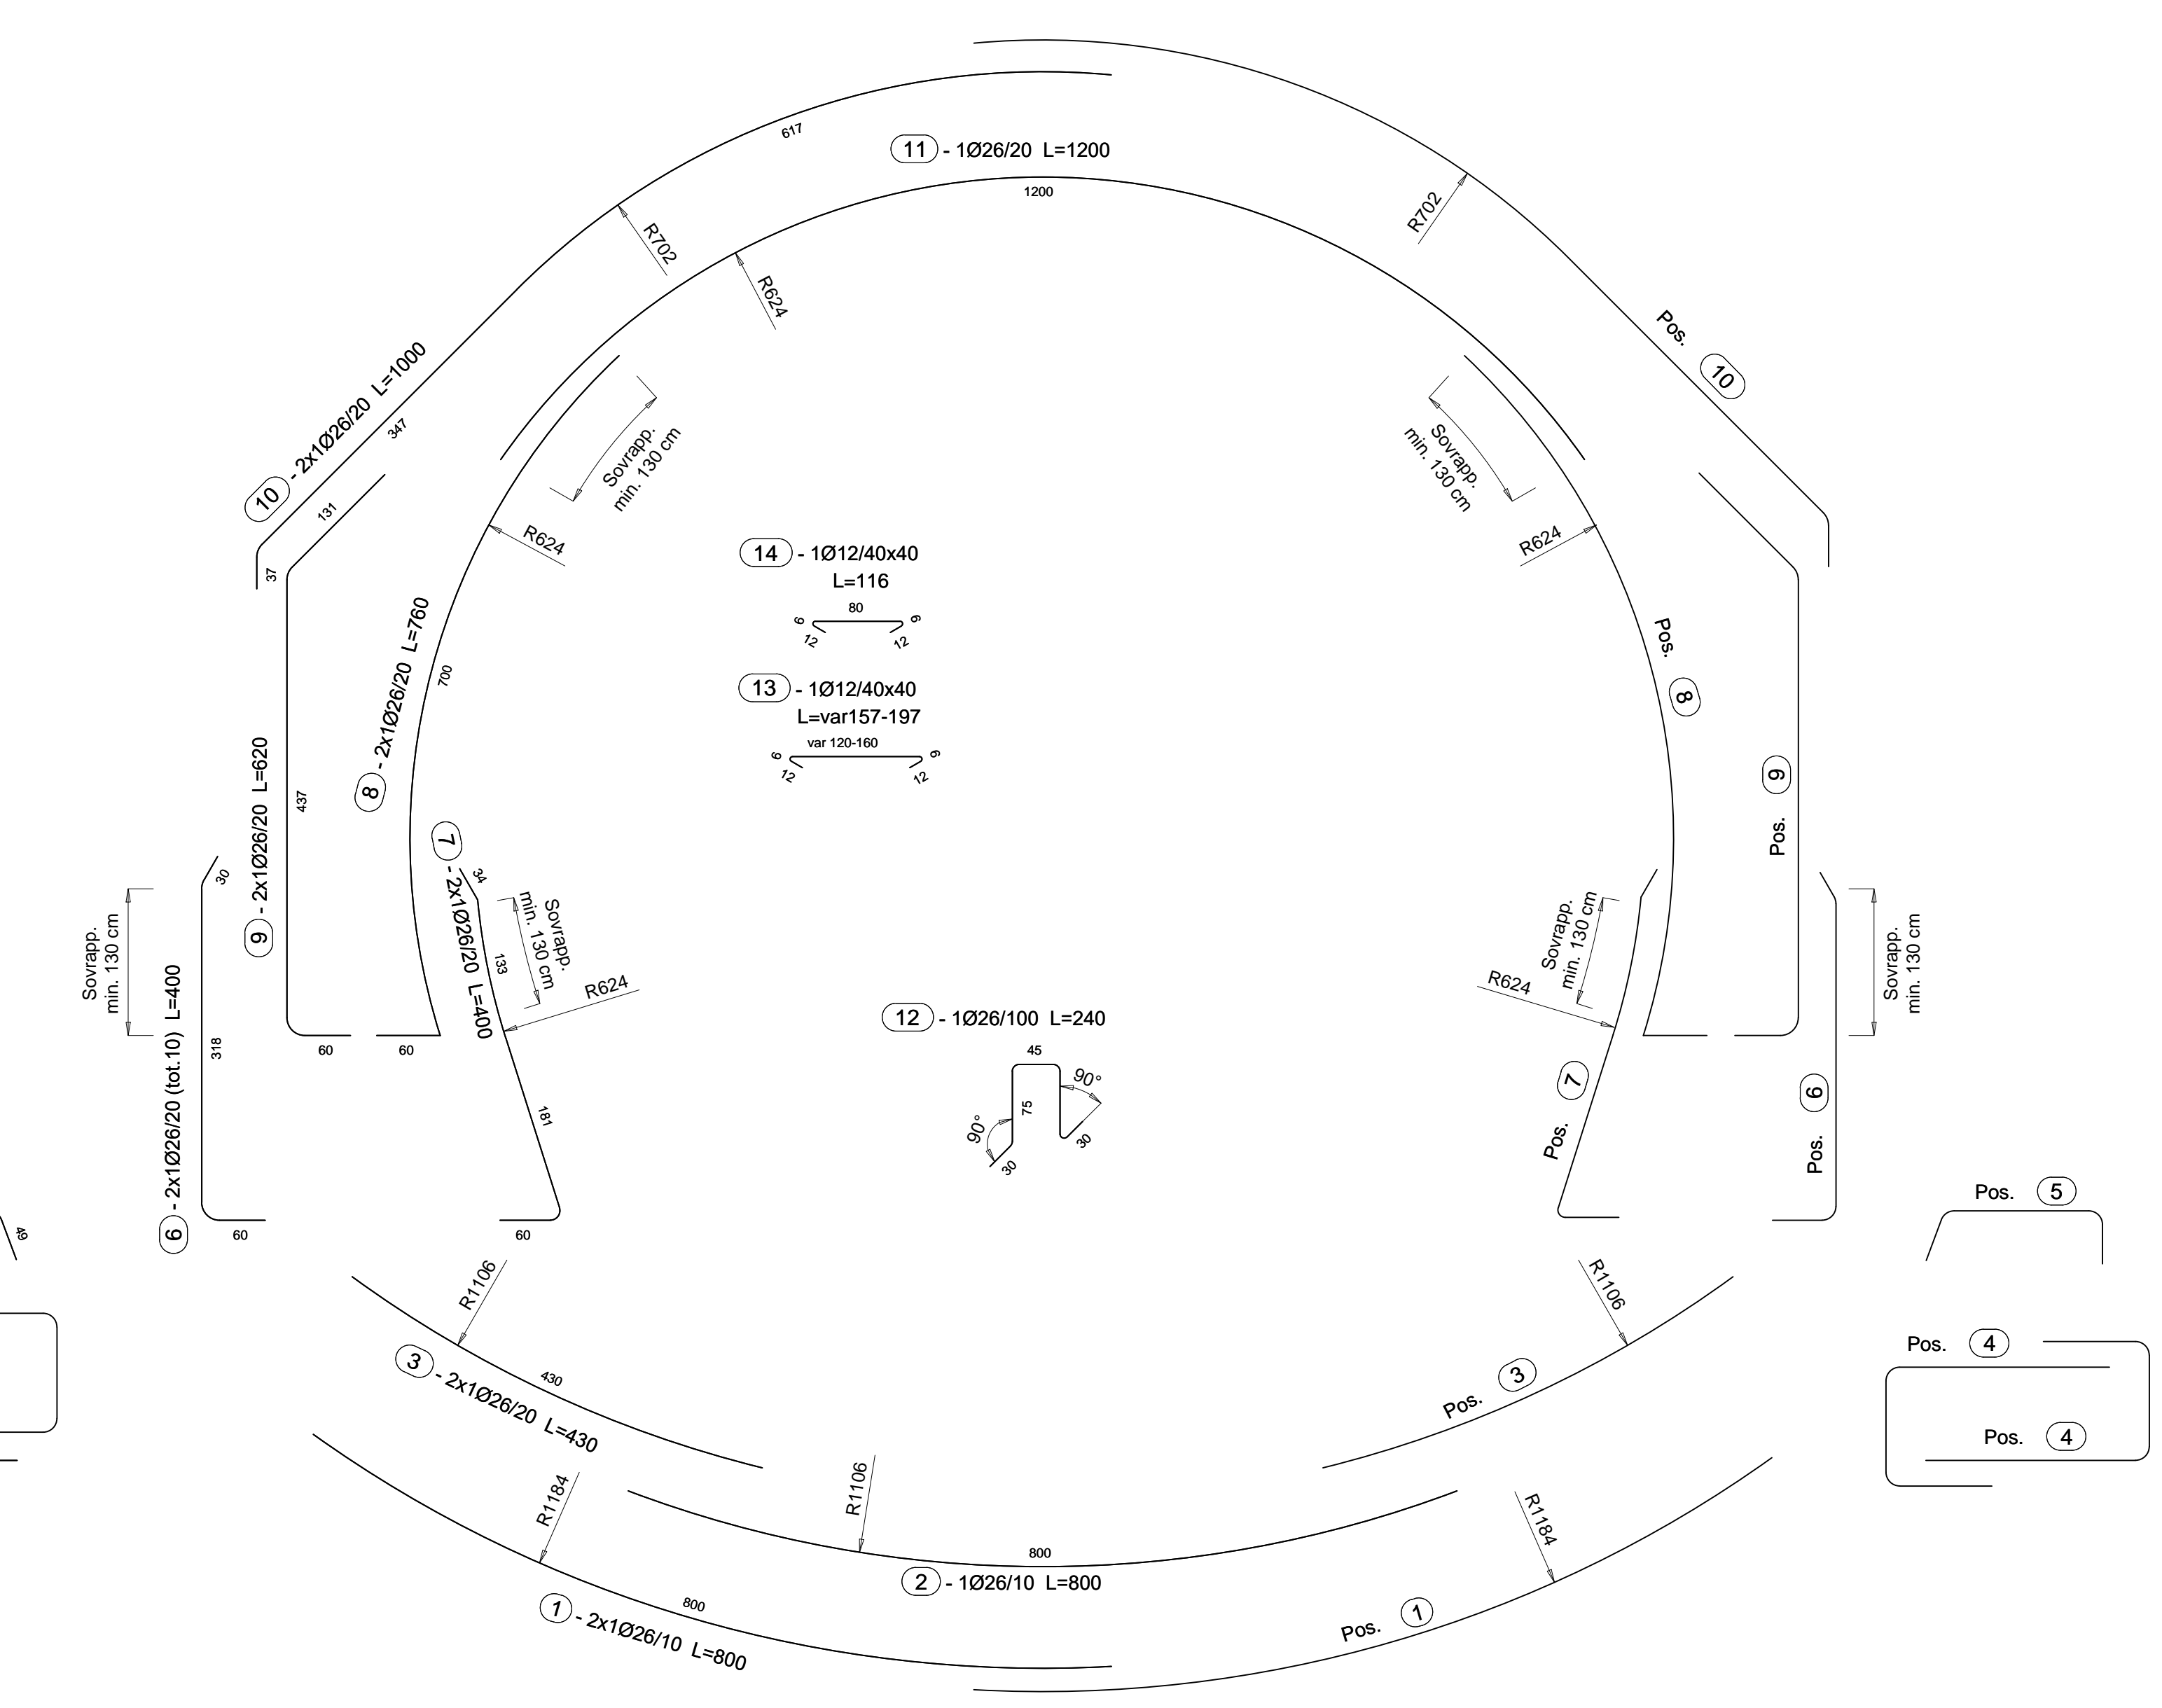 617
11 - 1Ø26/20 L=1200
1200
R702
R702
R624
10 - 2x1Ø26/20 L=1000
347
131
37
Pos. 10
Sovrapp.
min. 130 cm
Sovrapp.
min. 130 cm
R624
R624
14 - 1Ø12/40x40
L=116
80
6
6
12
12
13 - 1Ø12/40x40
L=var157-197
var 120-160
6
6
12
12
8 - 2x1Ø26/20 L=760
700
Pos. 8
9 - 2x1Ø26/20 L=620
437
60
60
Pos. 9
7 - 2x1Ø26/20 L=400
34
133
181
60
Sovrapp.
min. 130 cm
R624
Sovrapp.
min. 130 cm
R624
Pos. 7
Sovrapp.
min. 130 cm
6 - 2x1Ø26/20 (tot.10) L=400
30
318
60
Pos. 6
Sovrapp.
min. 130 cm
12 - 1Ø26/100 L=240
45
75
90°
90°
30
30
49
Pos. 5
Pos. 4
Pos. 4
R1106
3 - 2x1Ø26/20 L=430
430
R1106
Pos. 3
R1184
R1106
800
2 - 1Ø26/10 L=800
R1184
800
1 - 2x1Ø26/10 L=800
Pos. 1